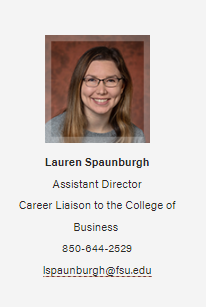 Lauren Spaunburgh
Assistant Director
Career Liaison to the College of
Business
850-644-2529
lspaunburgh@fsu.edu